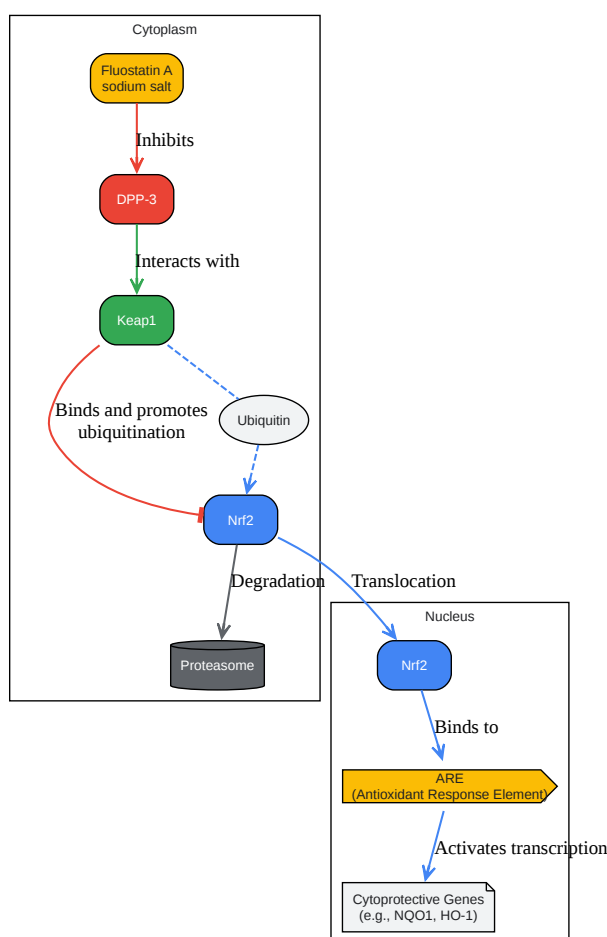 Cytoplasm
Fluostatin A
sodium salt
Inhibits
DPP-3
Interacts with
Keap1
Binds and promotes
ubiquitination
Ubiquitin
Nrf2
Degradation
Translocation
Proteasome
Nucleus
Nrf2
Binds to
ARE
(Antioxidant Response Element)
Activates transcription
Cytoprotective Genes
(e.g., NQO1, HO-1)